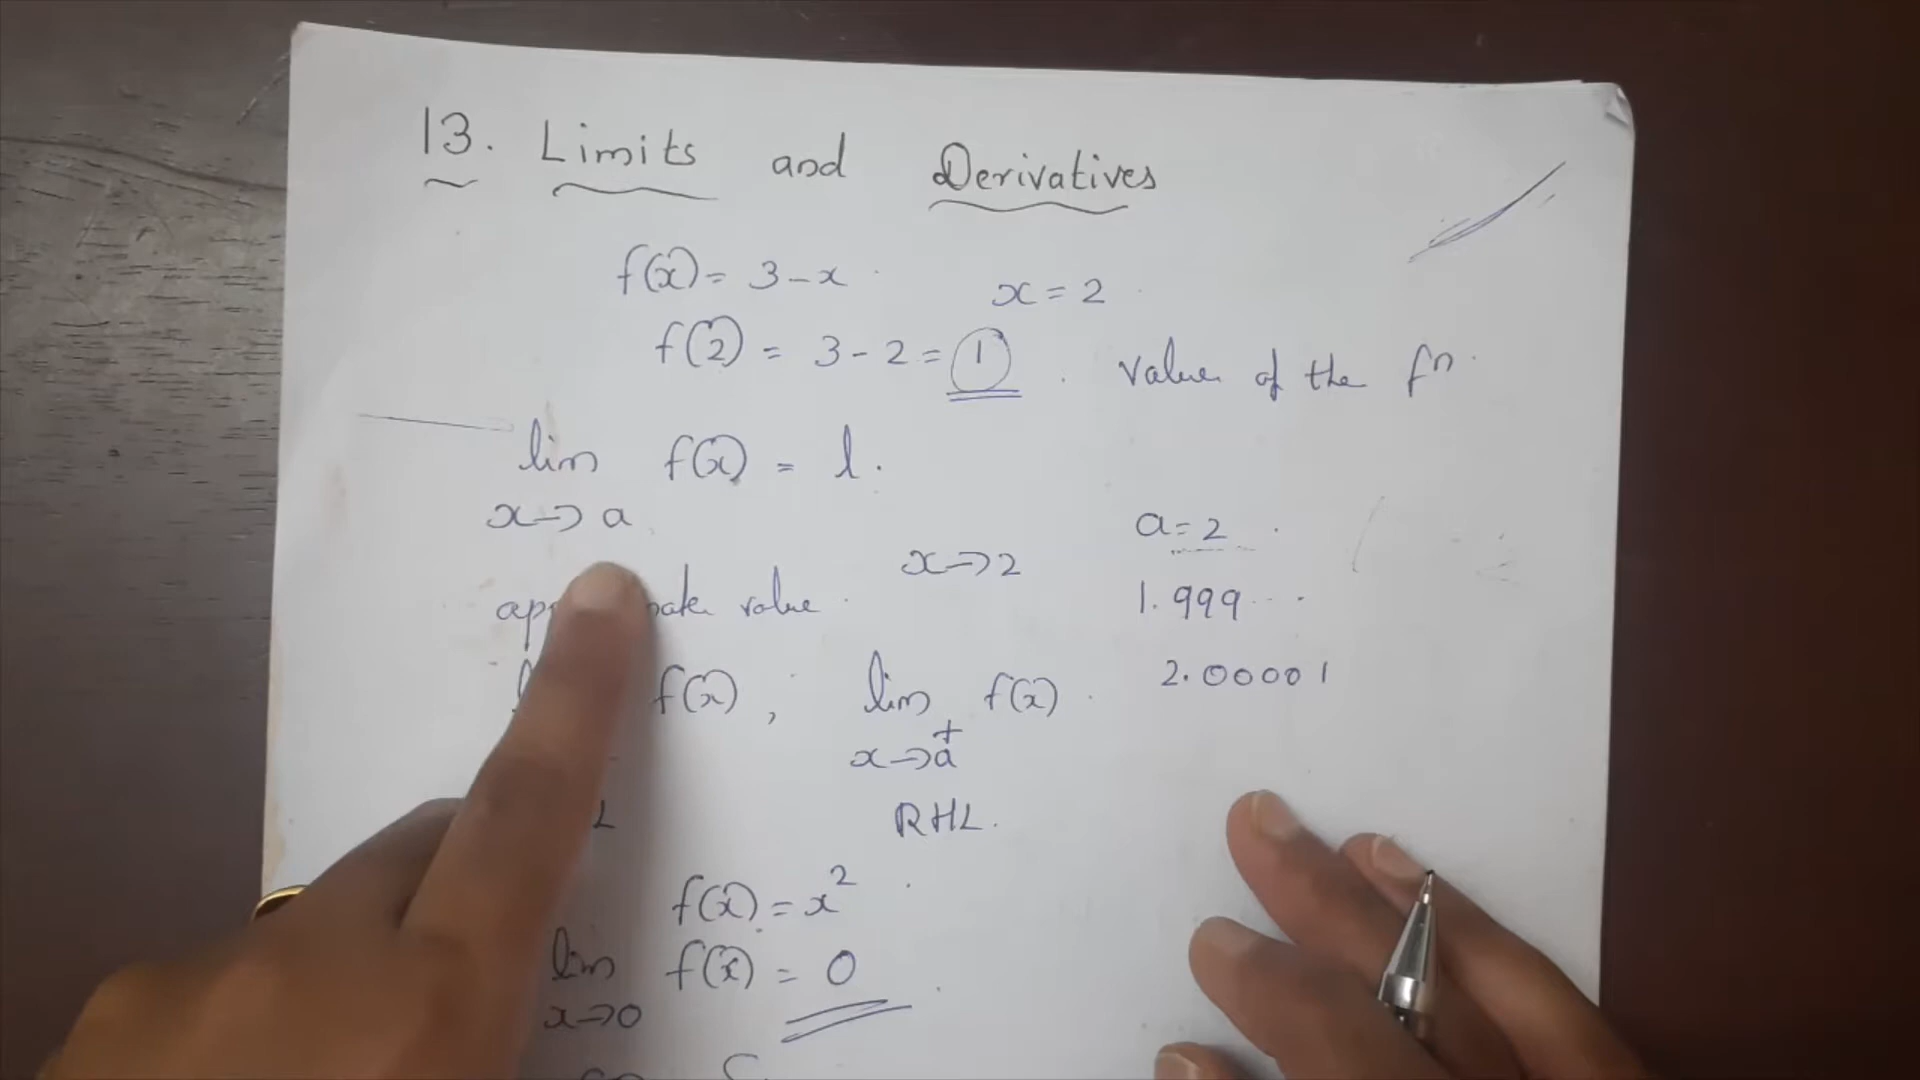 13. Limits and Derivatives
f(x) = 3-x x = 2
f(2) = 3-2 = 1 . Value of the fn.
lim f(x) = l.
x→a
a=2
x→2
value. 1.999...
2.00001
f(x), lim f(x).
x→a+
RHL.
f(x) = x²
lim f(x) = 0
x→0